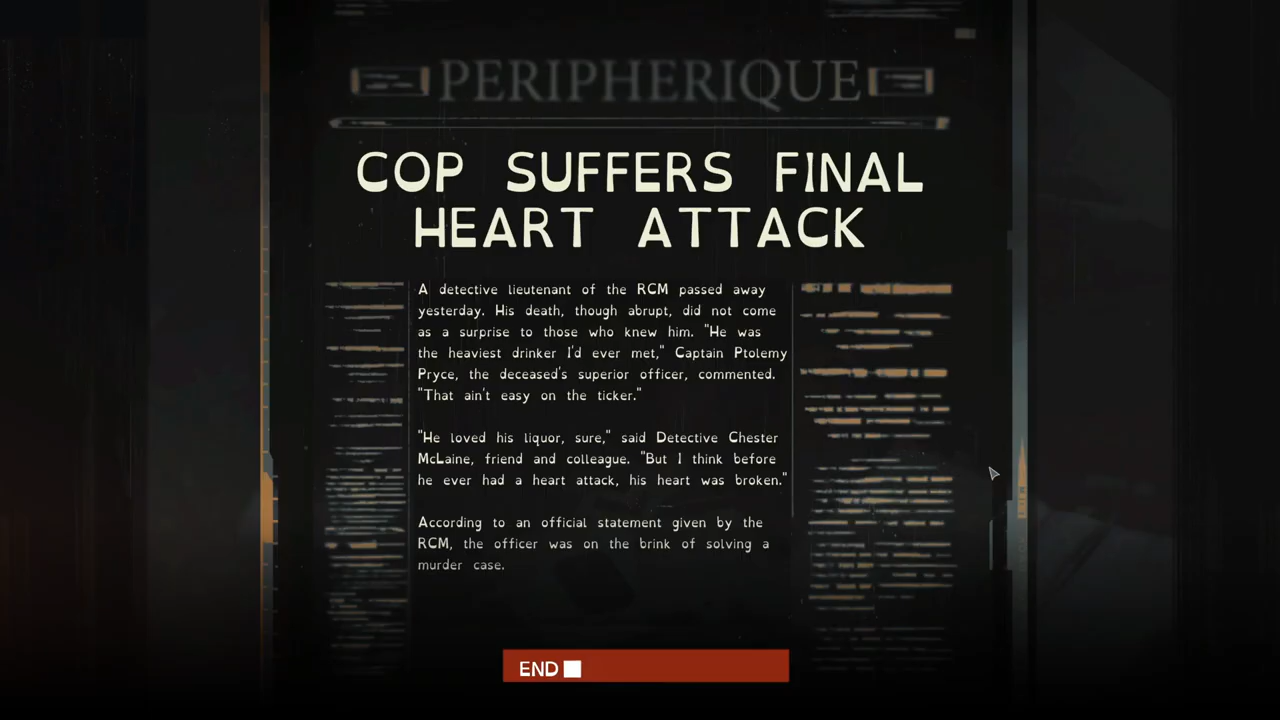 PERIPHERIQUE
COP SUFFERS FINAL
HEART ATTACK
A detective lieutenant of the RCM passed away
yesterday. His death, though abrupt, did not come
as a surprise to those who knew him. "He was
the heaviest drinker I'd ever met," Captain Ptolemy
Pryce, the deceased's superior officer, commented.
"That ain't easy on the ticker."
"He loved his liquor, sure," said Detective Chester
McLaine, friend and colleague. "But I think before
he ever had a heart attack, his heart was broken."
According to an official statement given by the
RCM, the officer was on the brink of solving a
murder case.
END